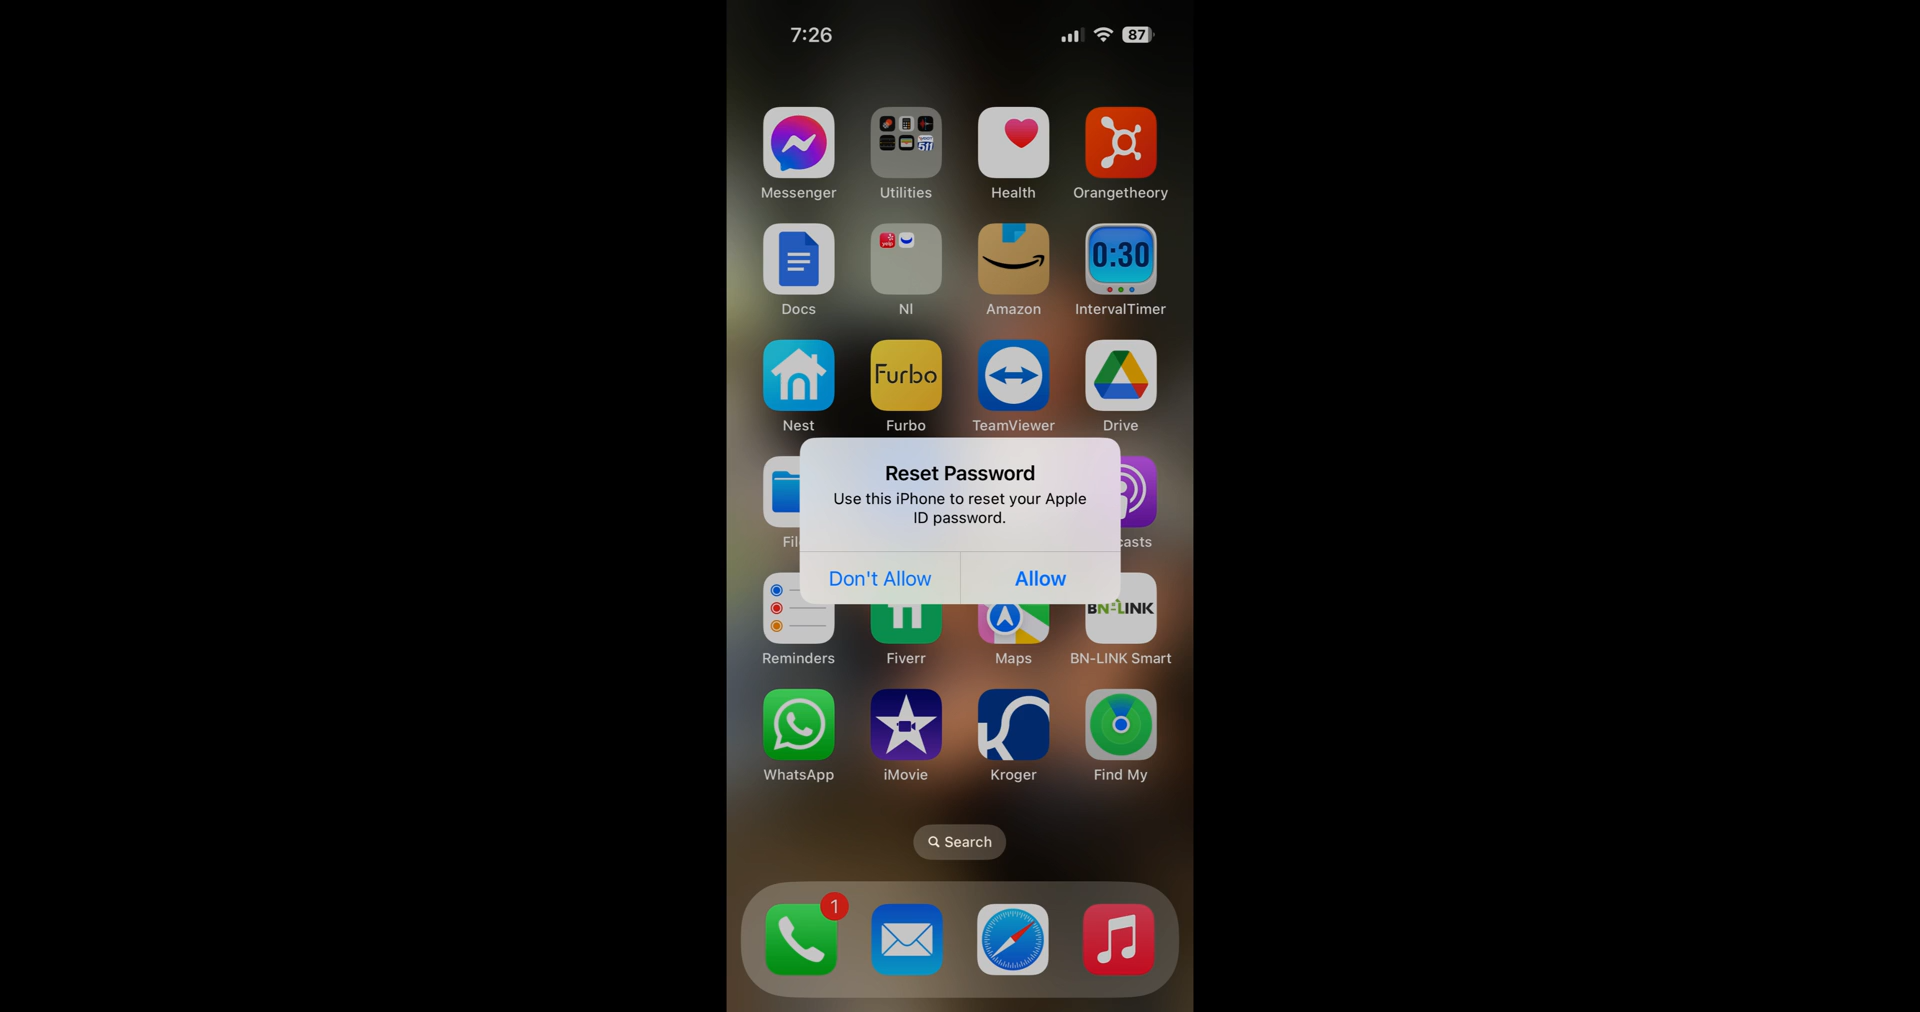 7:26
87
511
Messenger
Utilities
Health
Orangetheory
yelp
0:30
Docs
NI
Amazon
IntervalTimer
Furbo
Nest
Furbo
TeamViewer
Drive
Reset Password
Use this iPhone to reset your Apple
ID password.
Fil
casts
Don't Allow
Allow
BN-LINK
Reminders
Fiverr
Maps
BN-LINK Smart
WhatsApp
iMovie
Kroger
Find My
Search
1